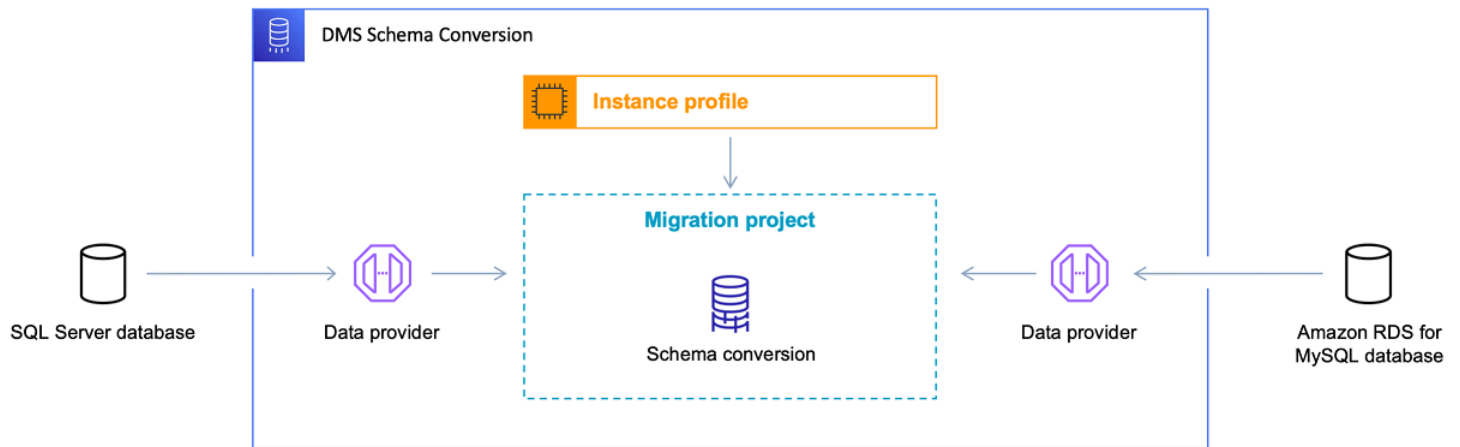 DMS Schema Conversion
Instance profile
Migration project
SQL Server database
Data provider
Schema conversion
Data provider
Amazon RDS for
MySQL database